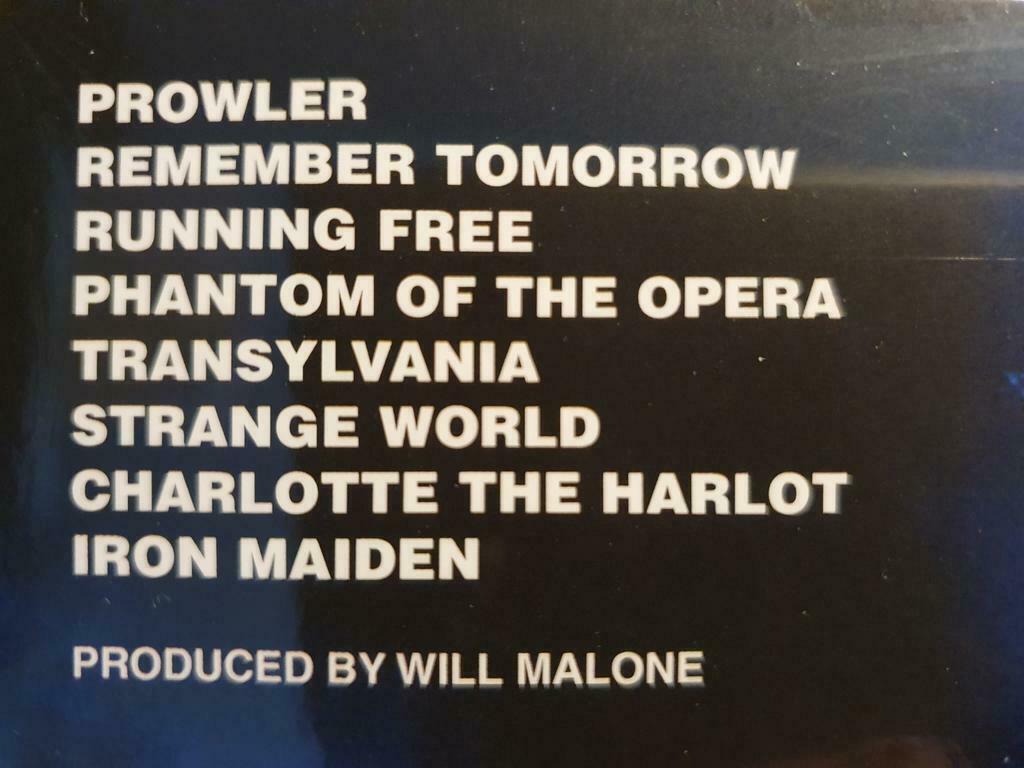 PROWLER
REMEMBER TOMORROW
RUNNING FREE
PHANTOM OF THE OPERA
TRANSYLVANIA
STRANGE WORLD
CHARLOTTE THE HARLOT
IRON MAIDEN
PRODUCED BY WILL MALONE